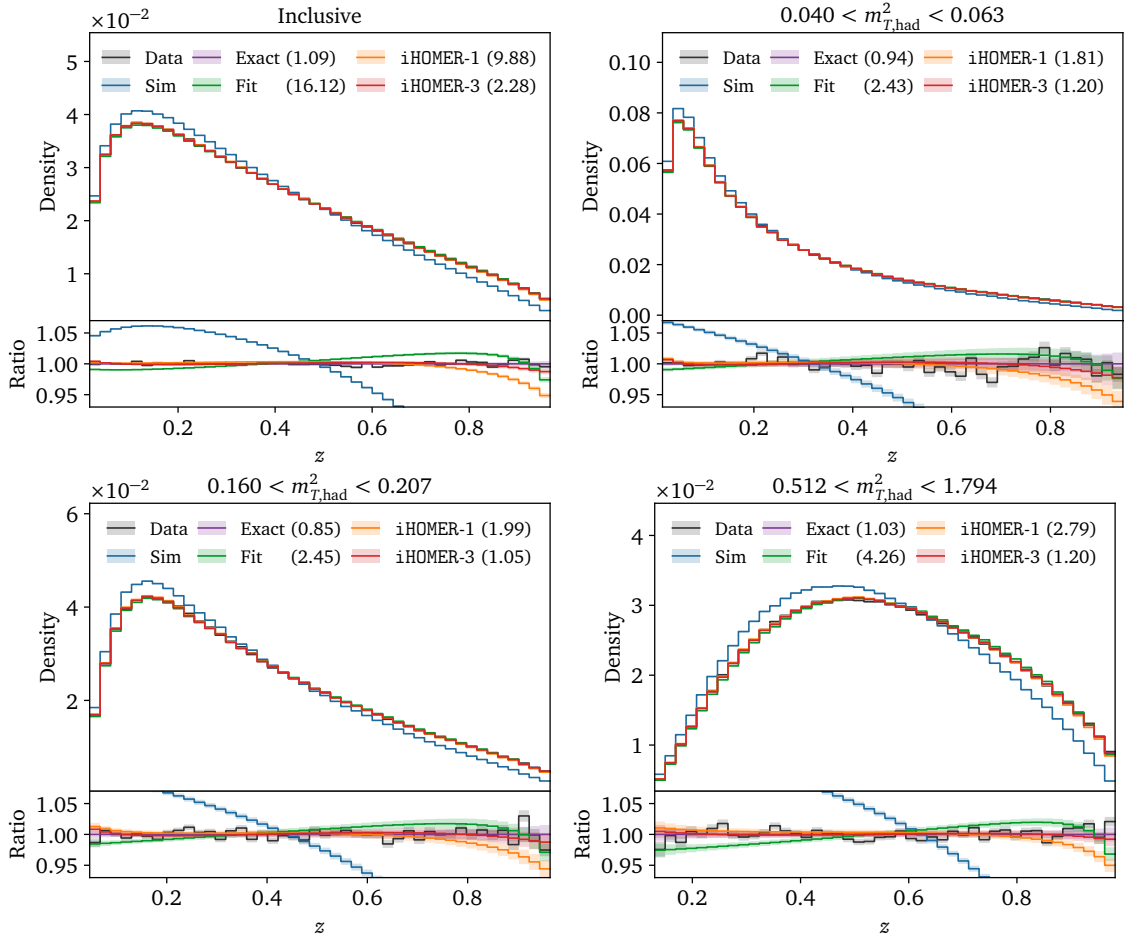 ×10⁻² Inclusive
Data Exact (1.09) iHOMER-1 (9.88)
Sim Fit (16.12) iHOMER-3 (2.28)
5
4
3
2
1
Density
1.05
1.00
0.95
Ratio
0.2 0.4 0.6 0.8
z
0.040 < m²_{T,had} < 0.063
Data Exact (0.94) iHOMER-1 (1.81)
Sim Fit (2.43) iHOMER-3 (1.20)
0.10
0.08
0.06
0.04
0.02
0.00
Density
1.05
1.00
0.95
Ratio
0.2 0.4 0.6 0.8
z
×10⁻² 0.160 < m²_{T,had} < 0.207
Data Exact (0.85) iHOMER-1 (1.99)
Sim Fit (2.45) iHOMER-3 (1.05)
6
4
2
Density
1.05
1.00
0.95
Ratio
0.2 0.4 0.6 0.8
z
×10⁻² 0.512 < m²_{T,had} < 1.794
Data Exact (1.03) iHOMER-1 (2.79)
Sim Fit (4.26) iHOMER-3 (1.20)
4
3
2
1
Density
1.05
1.00
0.95
Ratio
0.2 0.4 0.6 0.8
z